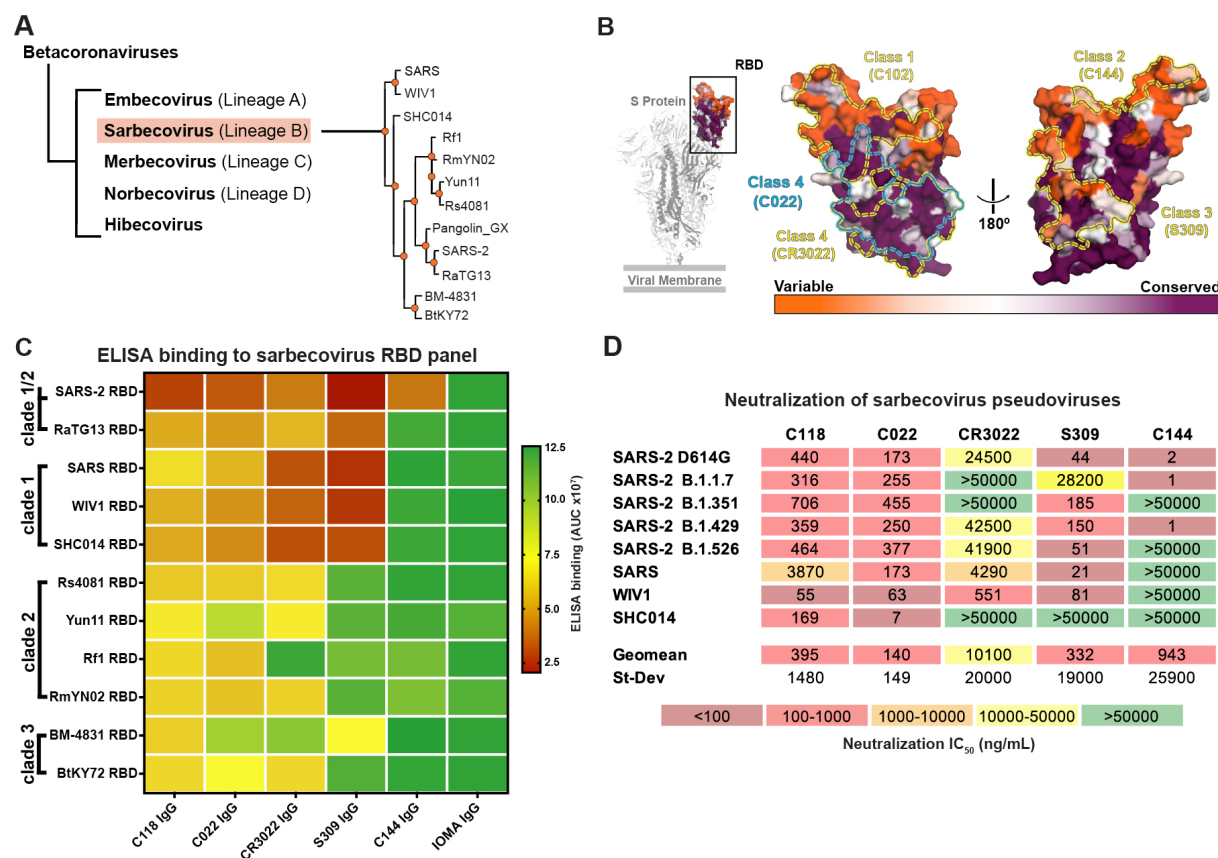 A
Betacoronaviruses
Embecovirus (Lineage A)
Sarbecovirus (Lineage B)
Merbecovirus (Lineage C)
Norbecovirus (Lineage D)
Hibecovirus
SARS
WIV1
SHC014
Rf1
RmYN02
Yun11
Rs4081
Pangolin_GX
SARS-2
RaTG13
BM-4831
BtKY72
B
RBD
S Protein
Viral Membrane
Class 1
(C102)
Class 2
(C144)
Class 4
(C022)
Class 4
(CR3022)
180º
Class 3
(S309)
Variable Conserved
C
ELISA binding to sarbecovirus RBD panel
clade 1/2
SARS-2 RBD
RaTG13 RBD
clade 1
SARS RBD
WIV1 RBD
SHC014 RBD
clade 2
Rs4081 RBD
Yun11 RBD
Rf1 RBD
RmYN02 RBD
clade 3
BM-4831 RBD
BtKY72 RBD
C118 IgG
C022 IgG
CR3022 IgG
S309 IgG
C144 IgG
IOMA IgG
12.5
10.0
7.5
5.0
2.5
ELISA binding (AUC x10⁷)
D
Neutralization of sarbecovirus pseudoviruses
C118 C022 CR3022 S309 C144
SARS-2 D614G 440 173 24500 44 2
SARS-2 B.1.1.7 316 255 >50000 28200 1
SARS-2 B.1.351 706 455 >50000 185 >50000
SARS-2 B.1.429 359 250 42500 150 1
SARS-2 B.1.526 464 377 41900 51 >50000
SARS 3870 173 4290 21 >50000
WIV1 55 63 551 81 >50000
SHC014 169 7 >50000 >50000 >50000
Geomean 395 140 10100 332 943
St-Dev 1480 149 20000 19000 25900
<100 100-1000 1000-10000 10000-50000 >50000
Neutralization IC₅₀ (ng/mL)